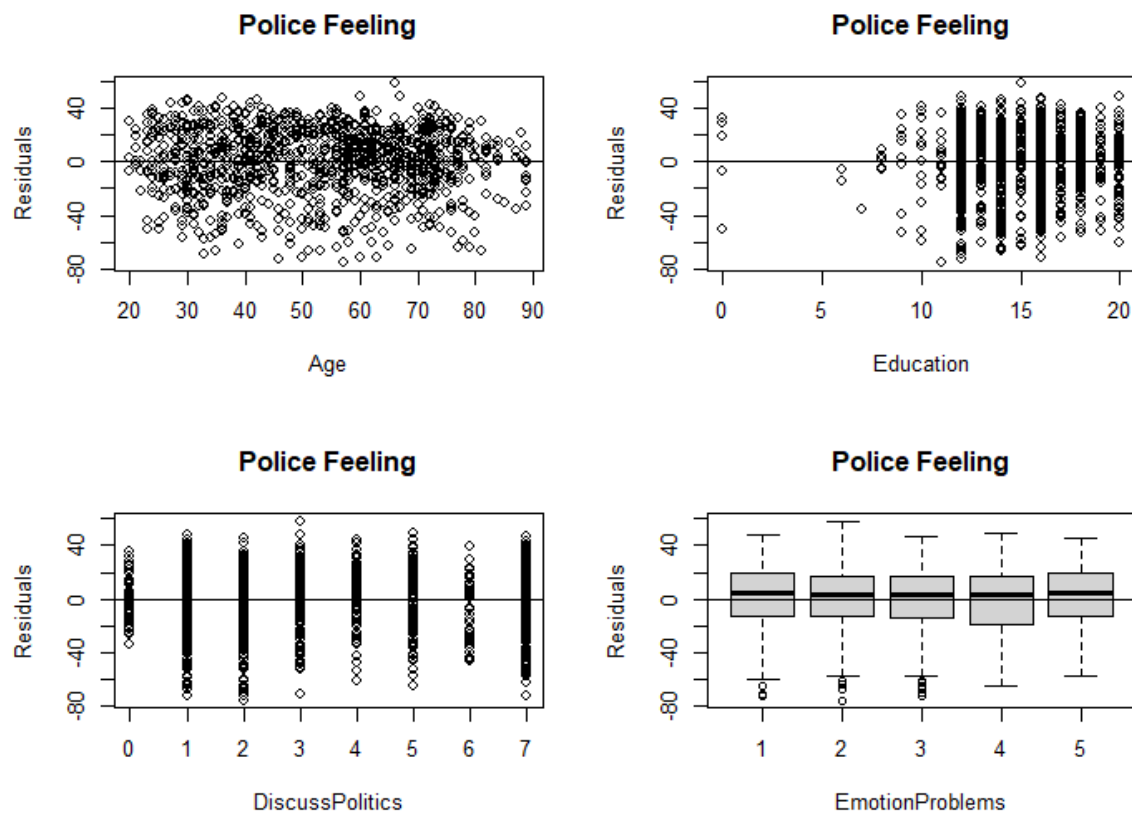 Police Feeling
Residuals
40
0
-40
-80
20 30 40 50 60 70 80 90
Age
Police Feeling
Residuals
40
0
-40
-80
0 5 10 15 20
Education
Police Feeling
Residuals
40
0
-40
-80
0 1 2 3 4 5 6 7
DiscussPolitics
Police Feeling
Residuals
40
0
-40
-80
1 2 3 4 5
EmotionProblems